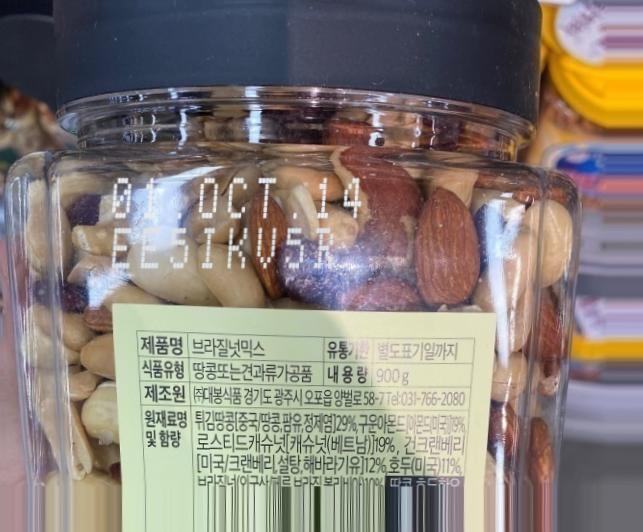 01.OCT.14
EE5IKV5R
제품명 브라질넛믹스 유통기한 별도표기일까지
식품유형 땅콩또는견과류가공품 내용량 900g
제조원 ㈜대봉식품 경기도 광주시 오포읍 양벌로 58-7 Tel:031-766-2080
원재료명 튀김땅콩[중국/땅콩,팜유,정제염]29%,구운아몬드[아몬드(미국)]19%,
및 함량 로스티드캐슈넛[캐슈넛(베트남)]19%, 건크랜베리
[미국/크랜베리,설탕,해바라기유]12% 호두(미국)11%,